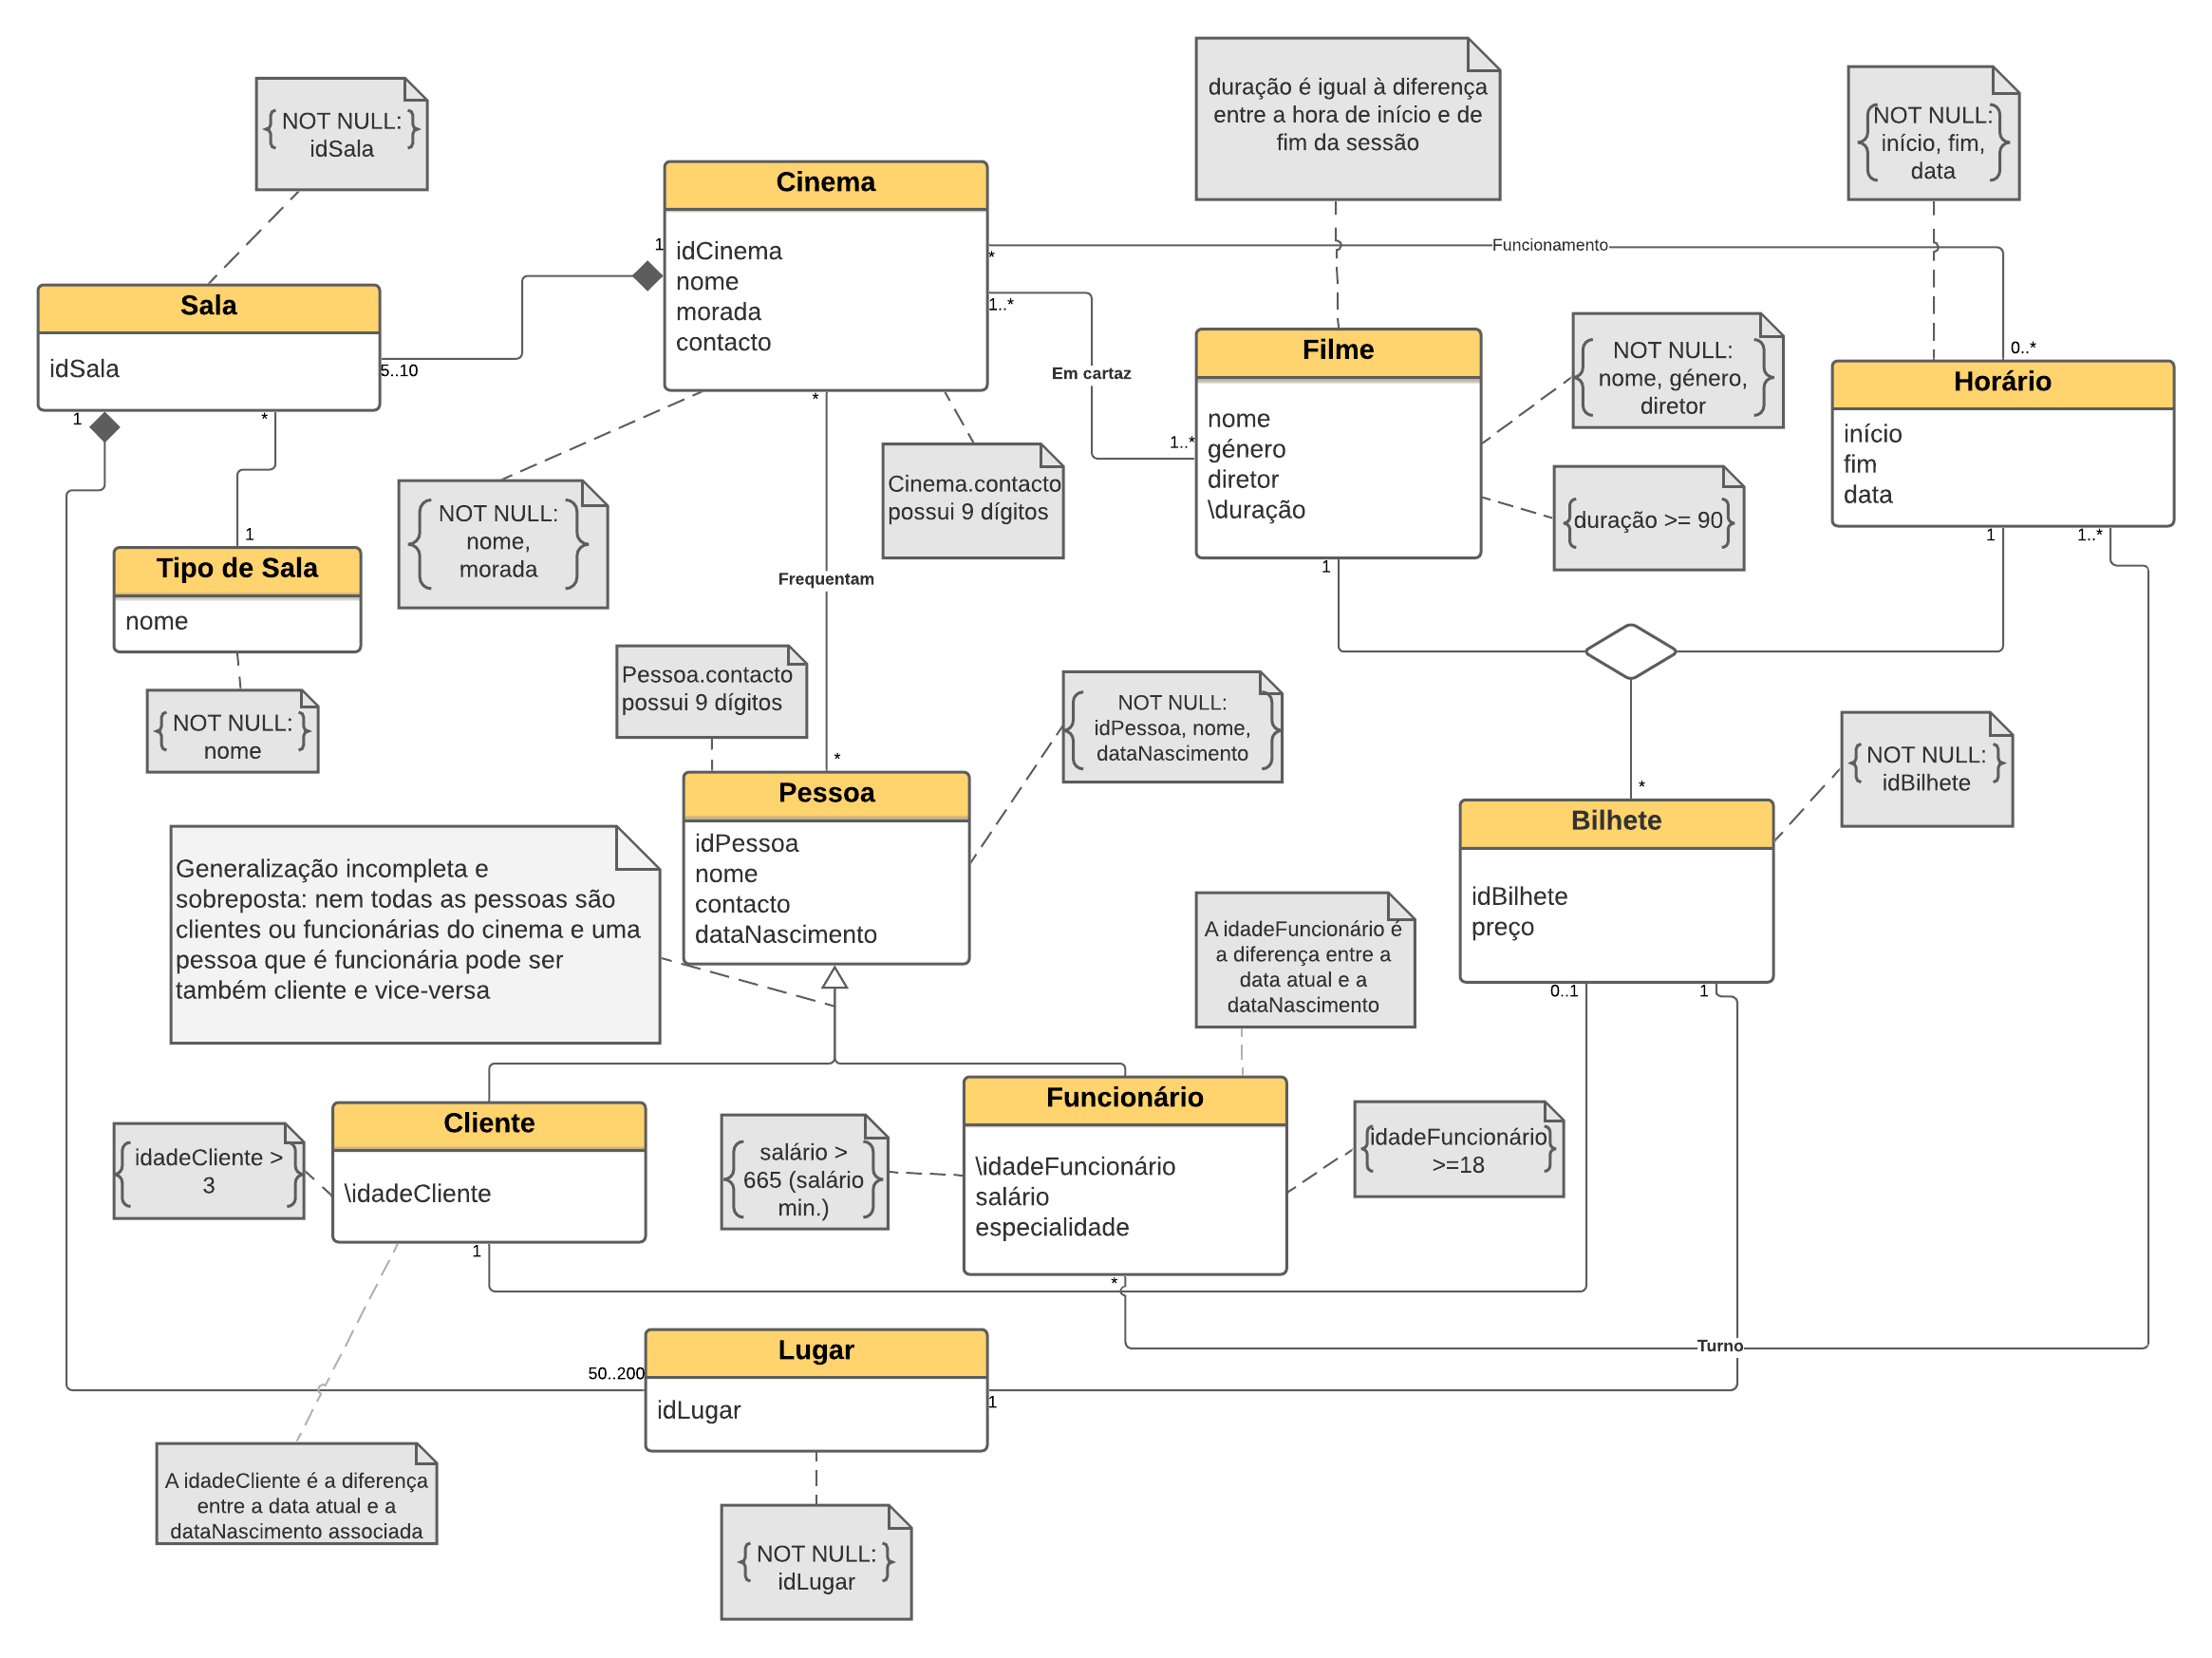 duração é igual à diferença
entre a hora de início e de
fim da sessão
NOT NULL:
início, fim,
data
NOT NULL:
idSala
Cinema
idCinema
nome
morada
contacto
1
*
1..*
*
Funcionamento
Sala
idSala
5..10
1
*
Em cartaz
1..*
Filme
nome
género
diretor
\duração
1
NOT NULL:
nome, género,
diretor
duração >= 90
0..*
Horário
início
fim
data
1
1..*
NOT NULL:
nome,
morada
Cinema.contacto
possui 9 dígitos
1
Tipo de Sala
nome
NOT NULL:
nome
Frequentam
Pessoa.contacto
possui 9 dígitos
NOT NULL:
idPessoa, nome,
dataNascimento
*
Pessoa
idPessoa
nome
contacto
dataNascimento
*
Bilhete
idBilhete
preço
0..1
1
NOT NULL:
idBilhete
Generalização incompleta e
sobreposta: nem todas as pessoas são
clientes ou funcionárias do cinema e uma
pessoa que é funcionária pode ser
também cliente e vice-versa
A idadeFuncionário é
a diferença entre a
data atual e a
dataNascimento
idadeCliente >
3
Cliente
\idadeCliente
1
salário >
665 (salário
min.)
Funcionário
\idadeFuncionário
salário
especialidade
*
idadeFuncionário
>=18
Turno
50..200
Lugar
idLugar
1
A idadeCliente é a diferença
entre a data atual e a
dataNascimento associada
NOT NULL:
idLugar